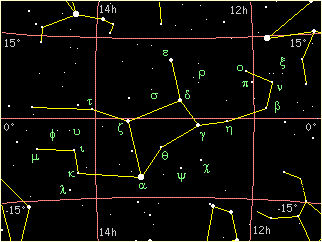 14h 12h
15° 15°
ε ξ
ρ ο
π ν
σ δ
τ β
0° ζ γ η 0°
φ υ
μ ι θ
χ
κ α ψ
λ
-15° -15°
14h 12h